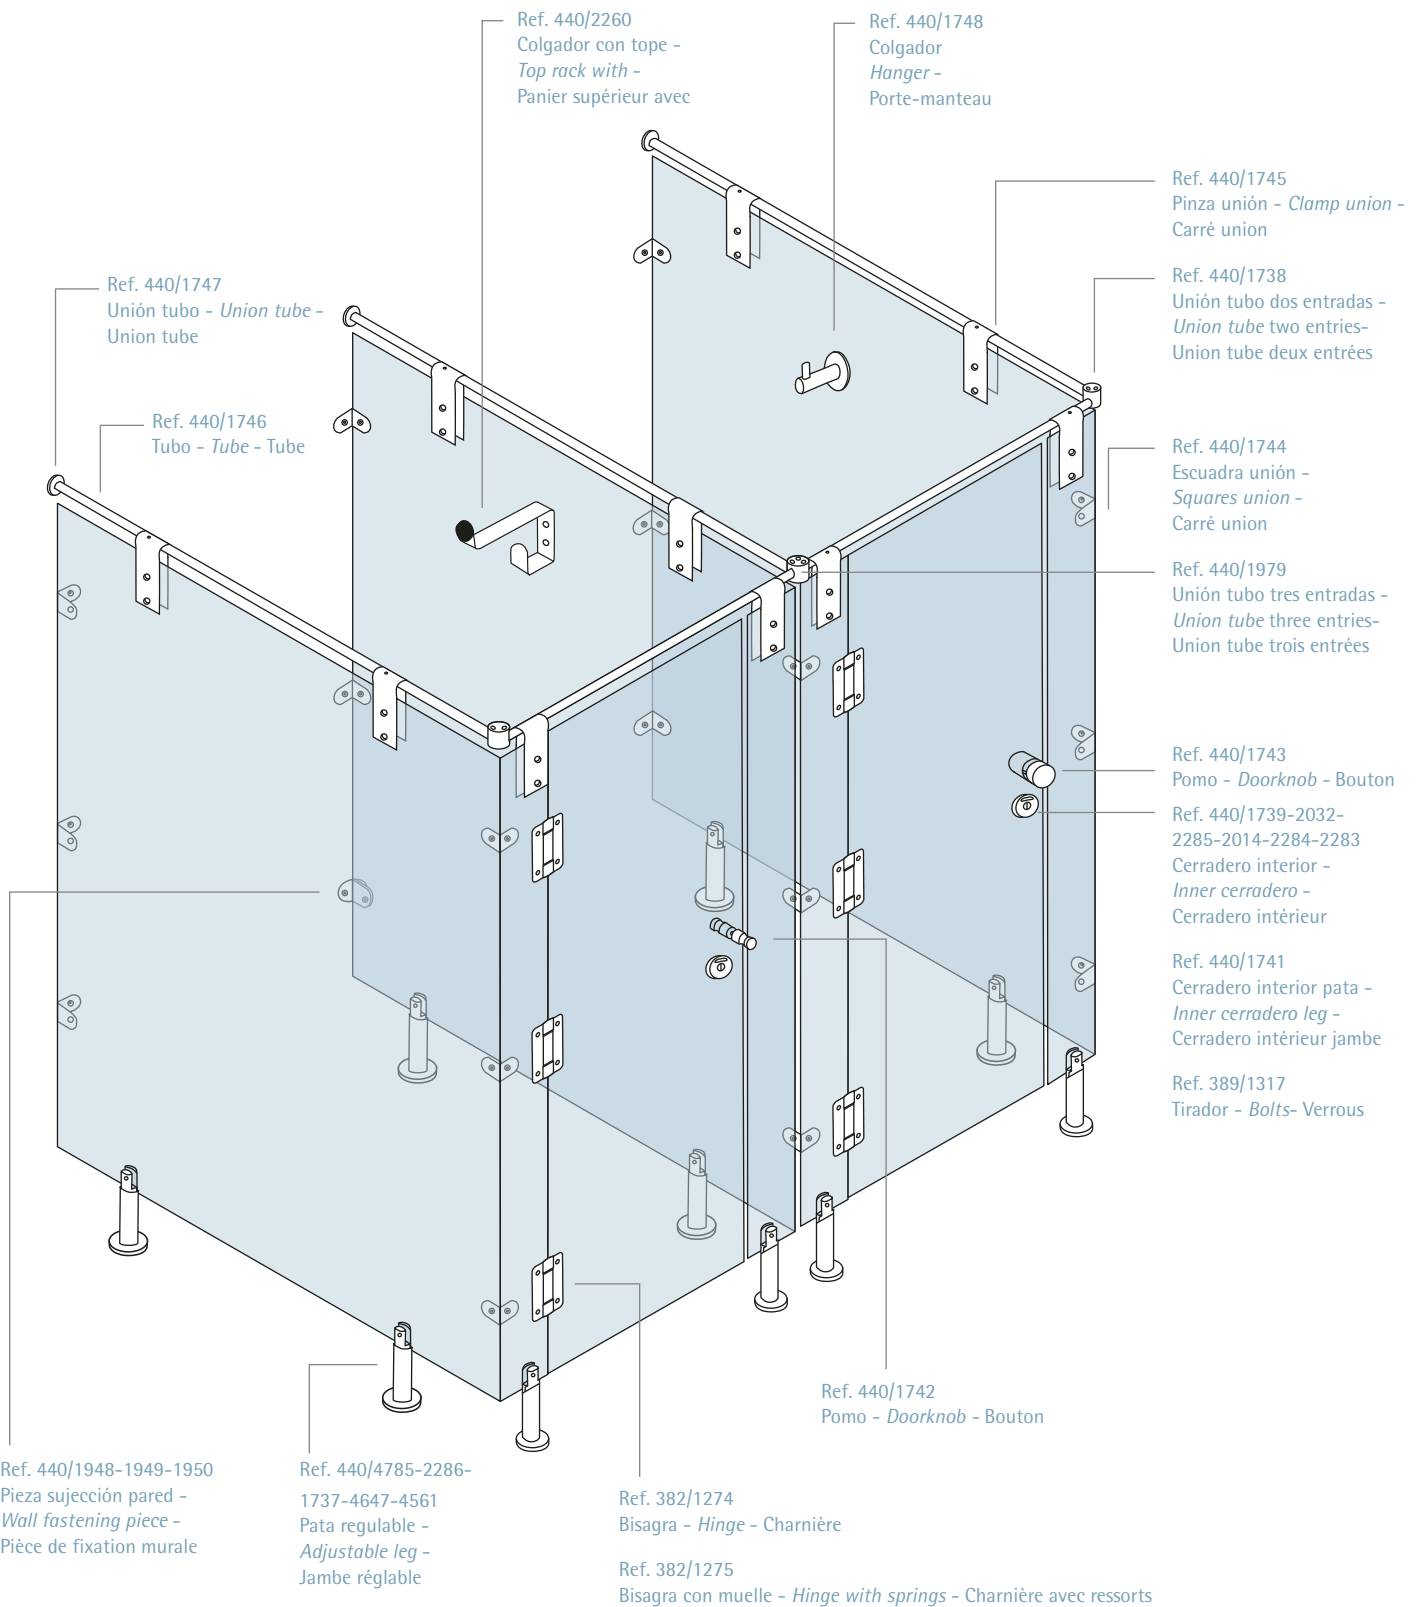 Ref. 440/2260
Colgador con tope -
Top rack with -
Panier supérieur avec
Ref. 440/1748
Colgador
Hanger -
Porte-manteau
Ref. 440/1745
Pinza unión - Clamp union -
Carré union
Ref. 440/1738
Unión tubo dos entradas -
Union tube two entries-
Union tube deux entrées
Ref. 440/1747
Unión tubo - Union tube -
Union tube
Ref. 440/1746
Tubo - Tube - Tube
Ref. 440/1744
Escuadra unión -
Squares union -
Carré union
Ref. 440/1979
Unión tubo tres entradas -
Union tube three entries-
Union tube trois entrées
Ref. 440/1743
Pomo - Doorknob - Bouton
Ref. 440/1739-2032-
2285-2014-2284-2283
Cerradero interior -
Inner cerradero -
Cerradero intérieur
Ref. 440/1741
Cerradero interior pata -
Inner cerradero leg -
Cerradero intérieur jambe
Ref. 389/1317
Tirador - Bolts- Verrous
Ref. 440/1742
Pomo - Doorknob - Bouton
Ref. 440/1948-1949-1950
Pieza sujección pared -
Wall fastening piece -
Pièce de fixation murale
Ref. 440/4785-2286-
1737-4647-4561
Pata regulable -
Adjustable leg -
Jambe réglable
Ref. 382/1274
Bisagra - Hinge - Charnière
Ref. 382/1275
Bisagra con muelle - Hinge with springs - Charnière avec ressorts